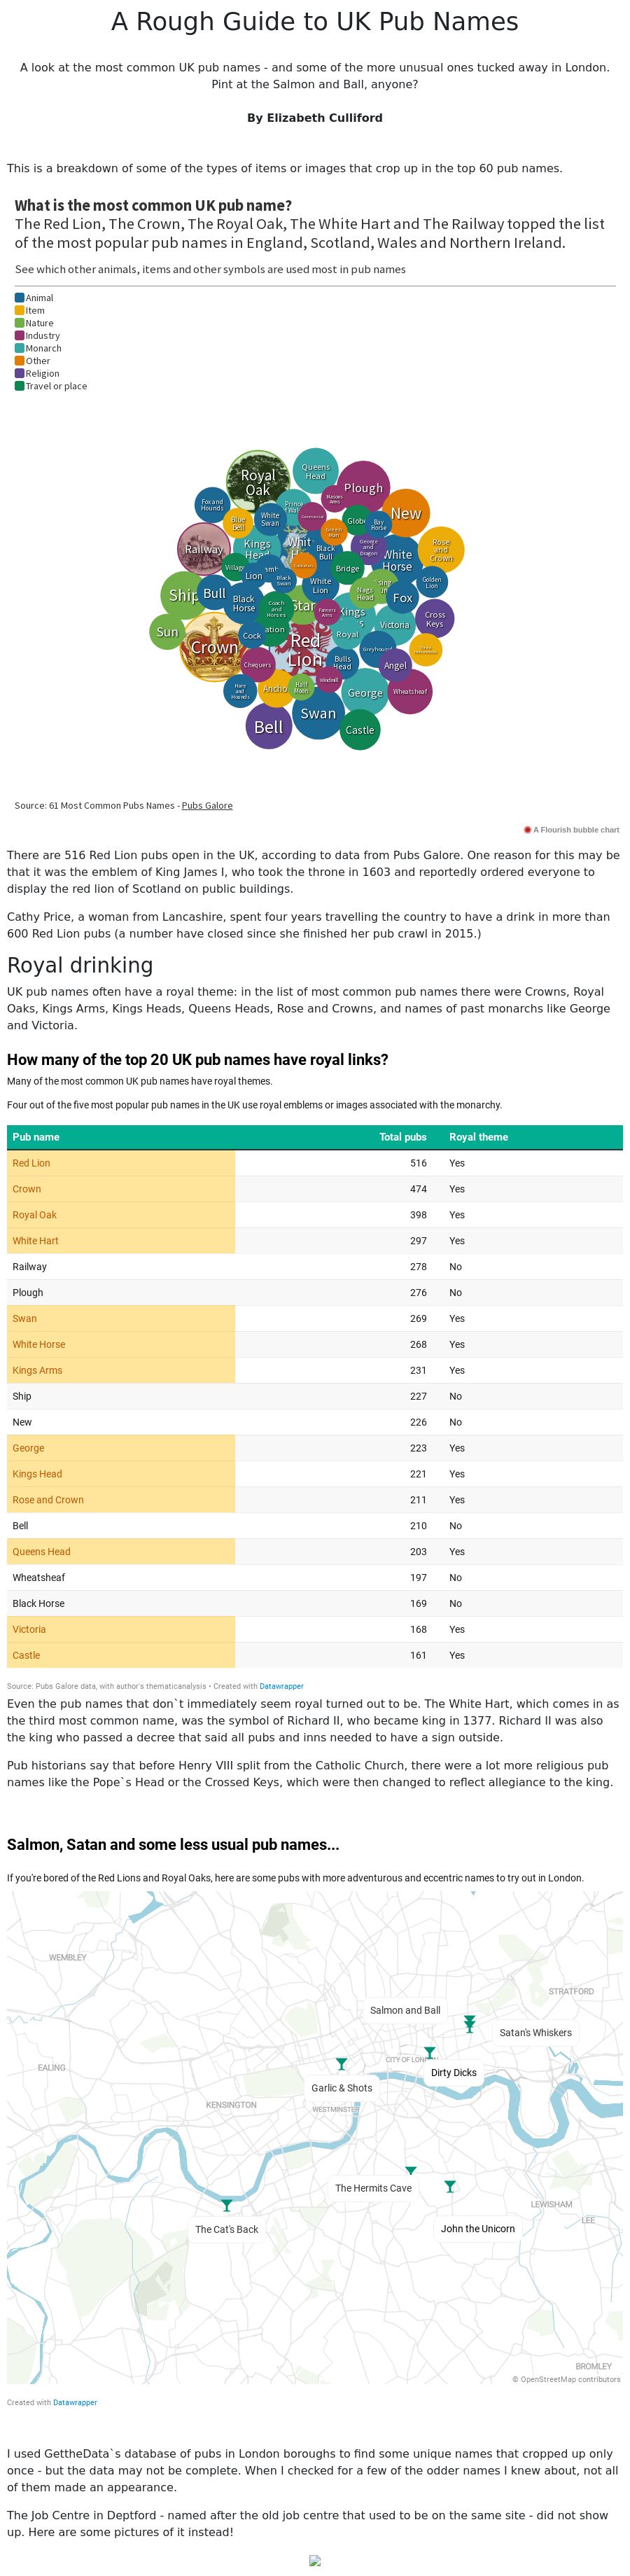 A Rough Guide to UK Pub Names
A look at the most common UK pub names - and some of the more unusual ones tucked away in London.
Pint at the Salmon and Ball, anyone?
By Elizabeth Culliford
This is a breakdown of some of the types of items or images that crop up in the top 60 pub names.
What is the most common UK pub name?
The Red Lion, The Crown, The Royal Oak, The White Hart and The Railway topped the list
of the most popular pub names in England, Scotland, Wales and Northern Ireland.
See which other animals, items and other symbols are used most in pub names
Animal
Item
Nature
Industry
Monarch
Other
Religion
Travel or place
Queens
Head
Royal
Oak
Plough
Masons
Arms
Fox and
Hounds
Prince
New
Blue
Bell
White
Swan
Globe
Bay
Horse
Green
Man
Rose
and
Crown
Railway
Kings
Head
Black
Bull
George
and
Dragon
White
Horse
Village
Lion
Black
Swan
Bridge
Golden
Lion
Ship
Bull
Black
Horse
White
Lion
Nags
Head
Fox
Coach
and
Horses
Star
Farmers
Arms
Kings
Victoria
Cross
Keys
Sun
Cock
Royal
Crown
Red
Lion
Greyhound
Chequers
Bulls
Head
Angel
Hare
and
Hounds
Half
Moon
Windmill
George
Wheatsheaf
Bell
Swan
Castle
Source: 61 Most Common Pubs Names - Pubs Galore
A Flourish bubble chart
There are 516 Red Lion pubs open in the UK, according to data from Pubs Galore. One reason for this may be
that it was the emblem of King James I, who took the throne in 1603 and reportedly ordered everyone to
display the red lion of Scotland on public buildings.
Cathy Price, a woman from Lancashire, spent four years travelling the country to have a drink in more than
600 Red Lion pubs (a number have closed since she finished her pub crawl in 2015.)
Royal drinking
UK pub names often have a royal theme: in the list of most common pub names there were Crowns, Royal
Oaks, Kings Arms, Kings Heads, Queens Heads, Rose and Crowns, and names of past monarchs like George
and Victoria.
How many of the top 20 UK pub names have royal links?
Many of the most common UK pub names have royal themes.
Four out of the five most popular pub names in the UK use royal emblems or images associated with the monarchy.
Pub name Total pubs Royal theme
Red Lion 516 Yes
Crown 474 Yes
Royal Oak 398 Yes
White Hart 297 Yes
Railway 278 No
Plough 276 No
Swan 269 Yes
White Horse 268 Yes
Kings Arms 231 Yes
Ship 227 No
New 226 No
George 223 Yes
Kings Head 221 Yes
Rose and Crown 211 Yes
Bell 210 No
Queens Head 203 Yes
Wheatsheaf 197 No
Black Horse 169 No
Victoria 168 Yes
Castle 161 Yes
Source: Pubs Galore data, with author's thematicanalysis • Created with Datawrapper
Even the pub names that don`t immediately seem royal turned out to be. The White Hart, which comes in as
the third most common name, was the symbol of Richard II, who became king in 1377. Richard II was also
the king who passed a decree that said all pubs and inns needed to have a sign outside.
Pub historians say that before Henry VIII split from the Catholic Church, there were a lot more religious pub
names like the Pope`s Head or the Crossed Keys, which were then changed to reflect allegiance to the king.
Salmon, Satan and some less usual pub names...
If you're bored of the Red Lions and Royal Oaks, here are some pubs with more adventurous and eccentric names to try out in London.
WEMBLEY
STRATFORD
Salmon and Ball
Satan's Whiskers
CITY OF LONDON
EALING
Dirty Dicks
Garlic & Shots
KENSINGTON
WESTMINSTER
The Hermits Cave
LEWISHAM
LEE
The Cat's Back
John the Unicorn
BROMLEY
© OpenStreetMap contributors
Created with Datawrapper
I used GettheData`s database of pubs in London boroughs to find some unique names that cropped up only
once - but the data may not be complete. When I checked for a few of the odder names I knew about, not all
of them made an appearance.
The Job Centre in Deptford - named after the old job centre that used to be on the same site - did not show
up. Here are some pictures of it instead!